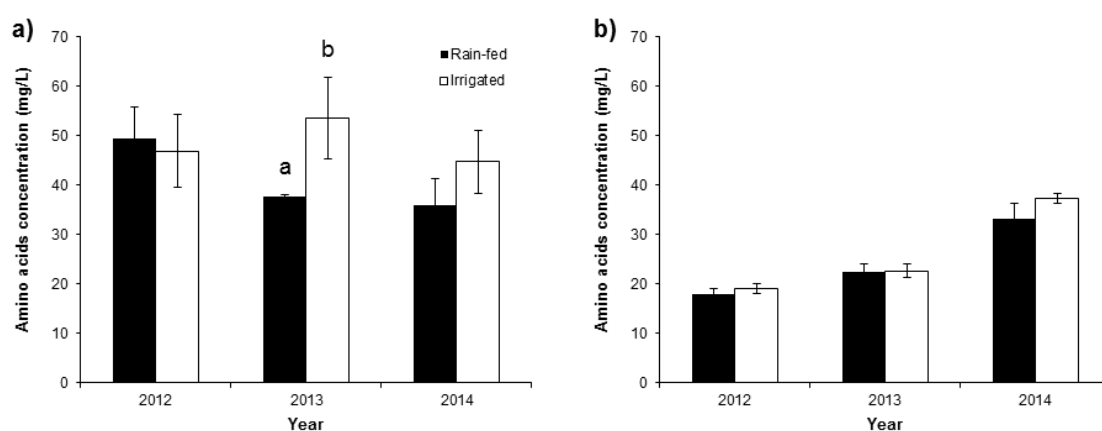 a)
Amino acids concentration (mg/L)
70
60
50
40
30
20
10
0
b
a
Rain-fed
Irrigated
2012 2013 2014
Year
b)
Amino acids concentration (mg/L)
70
60
50
40
30
20
10
0
2012 2013 2014
Year